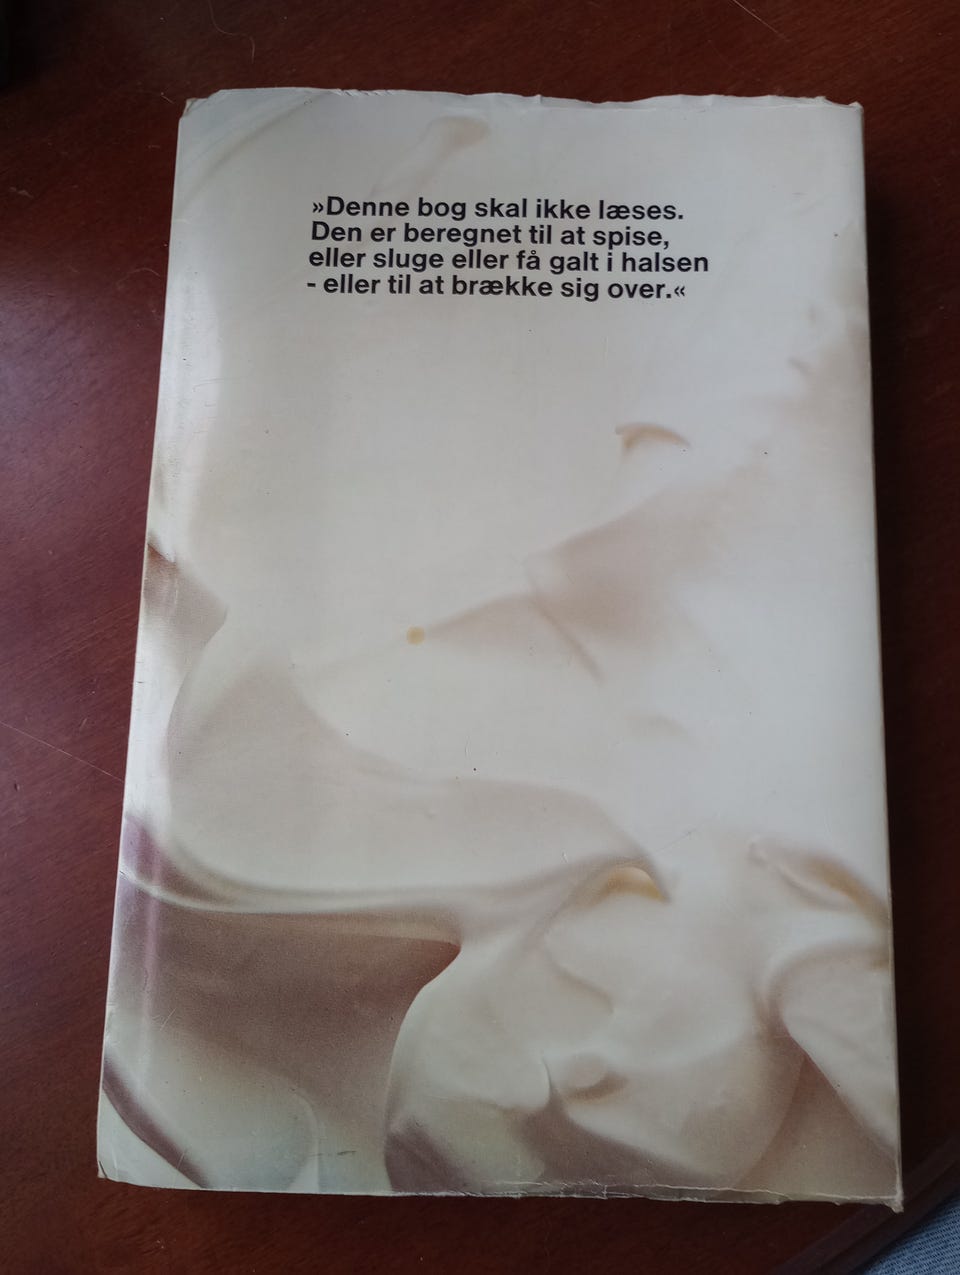 »Denne bog skal ikke læses.
Den er beregnet til at spise,
eller sluge eller få galt i halsen
- eller til at brække sig over.«